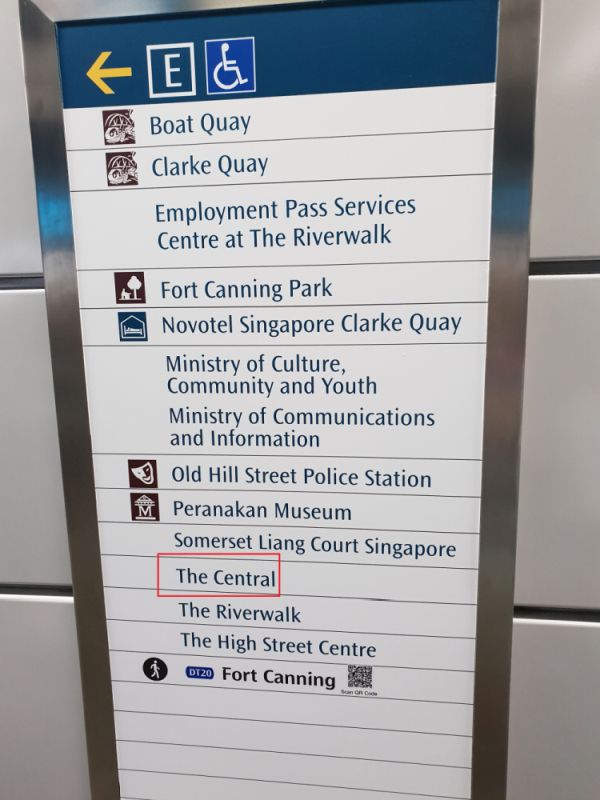 E
Boat Quay
Clarke Quay
Employment Pass Services
Centre at The Riverwalk
Fort Canning Park
Novotel Singapore Clarke Quay
Ministry of Culture,
Community and Youth
Ministry of Communications
and Information
Old Hill Street Police Station
Peranakan Museum
Somerset Liang Court Singapore
The Central
The Riverwalk
The High Street Centre
DT20 Fort Canning
Scan QR Code